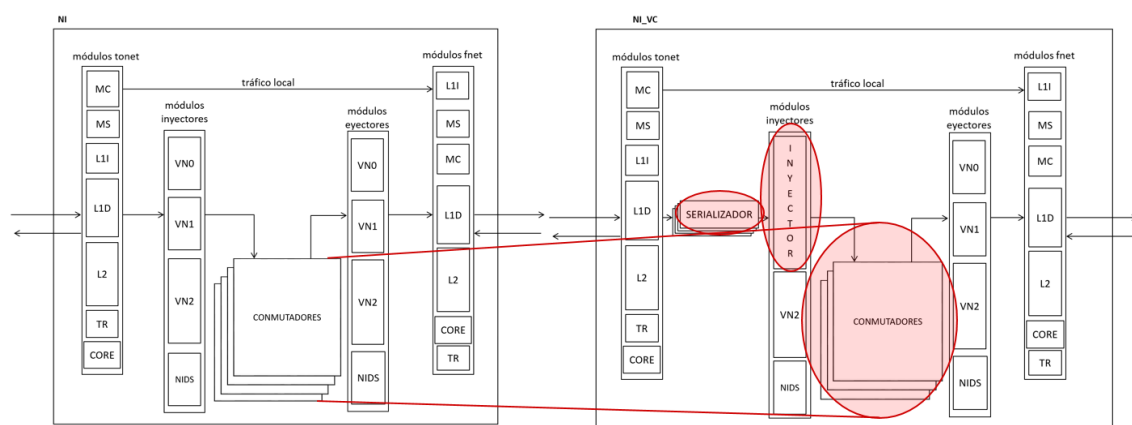 NI
módulos tonet
MC
MS
L1I
L1D
L2
TR
CORE
tráfico local
módulos
inyectores
VN0
VN1
VN2
NIDS
CONMUTADORES
módulos
eyectores
VN0
VN1
VN2
NIDS
módulos fnet
L1I
MS
MC
L1D
L2
CORE
TR
NI_VC
módulos tonet
MC
MS
L1I
L1D
L2
TR
CORE
tráfico local
SERIALIZADOR
módulos
inyectores
INYECTOR
VN2
NIDS
CONMUTADORES
módulos
eyectores
VN0
VN1
VN2
NIDS
módulos fnet
L1I
MS
MC
L1D
L2
CORE
TR